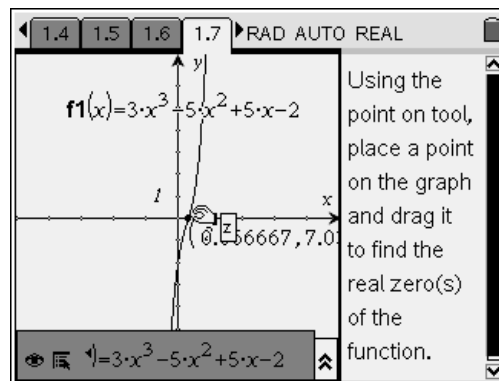 1.4 1.5 1.6 1.7 RAD AUTO REAL
y
f1(x)=3·x³−5·x²+5·x−2
1
x
z
Using the
point on tool,
place a point
on the graph
and drag it
to find the
real zero(s)
of the
function.
)=3·x³−5·x²+5·x−2